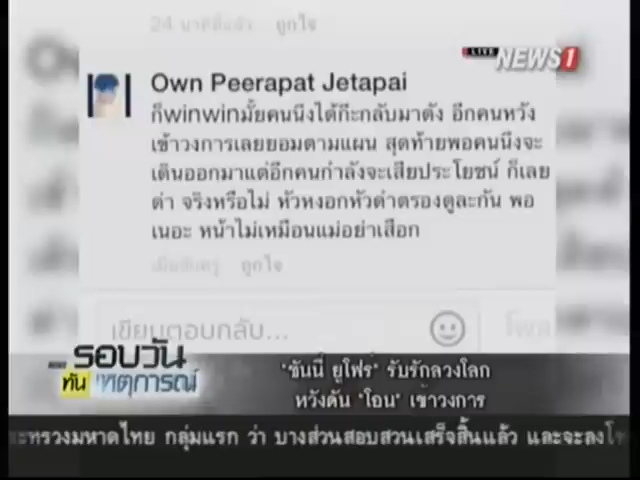 24 นาทีที่แล้ว ถูกใจ
LIVE NEWS1
Own Peerapat Jetapai
ก็winwinมั้ยคนนึงได้กีะกลับมาดัง อีกคนหวัง
เข้าวงการเลยยอมตามแผน สุดท้ายพอคนนึงจะ
เดินออกมาแต่อีกคนกำลังจะเสียประโยชน์ ก็เลย
ด่า จริงหรือไม่ หัวหงอกหัวดำตรองดูละกัน พอ
เนอะ หน้าไม่เหมือนแม่อย่าเสือก
เมื่อสักครู่ ถูกใจ
เขียนตอบกลับ...
โพส
รอบวัน
ทัน เหตุการณ์
"ซันนี่ ยูโฟร์" รับรักลวงโลก
หวังดัน "โอน" เข้าวงการ
ะทรวงมหาดไทย กลุ่มแรก ว่า บางส่วนสอบสวนเสร็จสิ้นแล้ว และจะลงโ